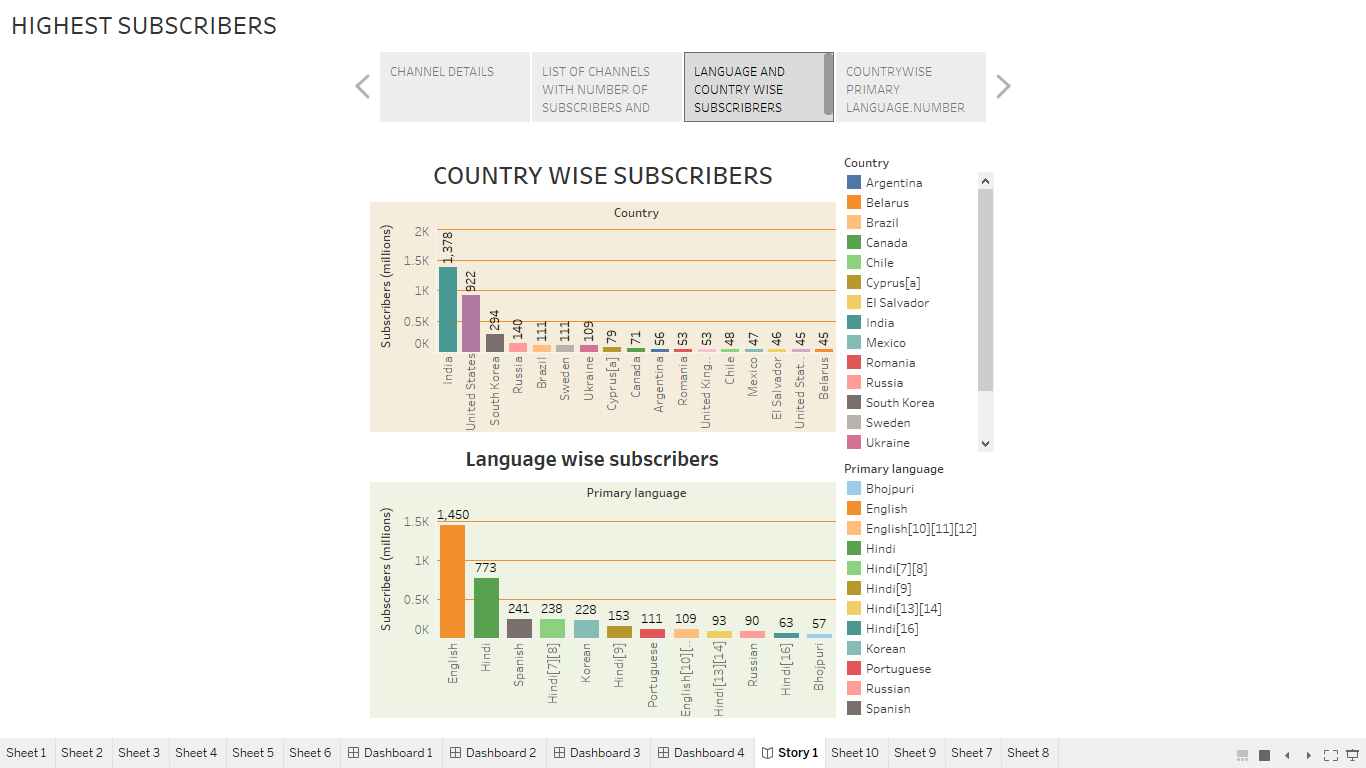 HIGHEST SUBSCRIBERS
CHANNEL DETAILS
LIST OF CHANNELS
WITH NUMBER OF
SUBSCRIBERS AND
LANGUAGE AND
COUNTRY WISE
SUBSCRIBRERS
COUNTRYWISE
PRIMARY
LANGUAGE.NUMBER
COUNTRY WISE SUBSCRIBERS
Country
Subscribers (millions)
2K
1.5K
1K
0.5K
0K
1,378
922
294
140
111
111
109
79
71
56
53
53
48
47
46
45
45
India
United States
South Korea
Russia
Brazil
Sweden
Ukraine
Cyprus[a]
Canada
Argentina
Romania
United King..
Chile
Mexico
El Salvador
United Stat..
Belarus
Country
Argentina
Belarus
Brazil
Canada
Chile
Cyprus[a]
El Salvador
India
Mexico
Romania
Russia
South Korea
Sweden
Ukraine
Language wise subscribers
Primary language
Subscribers (millions)
1.5K
1K
0.5K
0K
1,450
773
241
238
228
153
111
109
93
90
63
57
English
Hindi
Spanish
Hindi[7][8]
Korean
Hindi[9]
Portuguese
English[10][..
Hindi[13][14]
Russian
Hindi[16]
Bhojpuri
Primary language
Bhojpuri
English
English[10][11][12]
Hindi
Hindi[7][8]
Hindi[9]
Hindi[13][14]
Hindi[16]
Korean
Portuguese
Russian
Spanish
Sheet 1 Sheet 2 Sheet 3 Sheet 4 Sheet 5 Sheet 6 Dashboard 1 Dashboard 2 Dashboard 3 Dashboard 4 Story 1 Sheet 10 Sheet 9 Sheet 7 Sheet 8